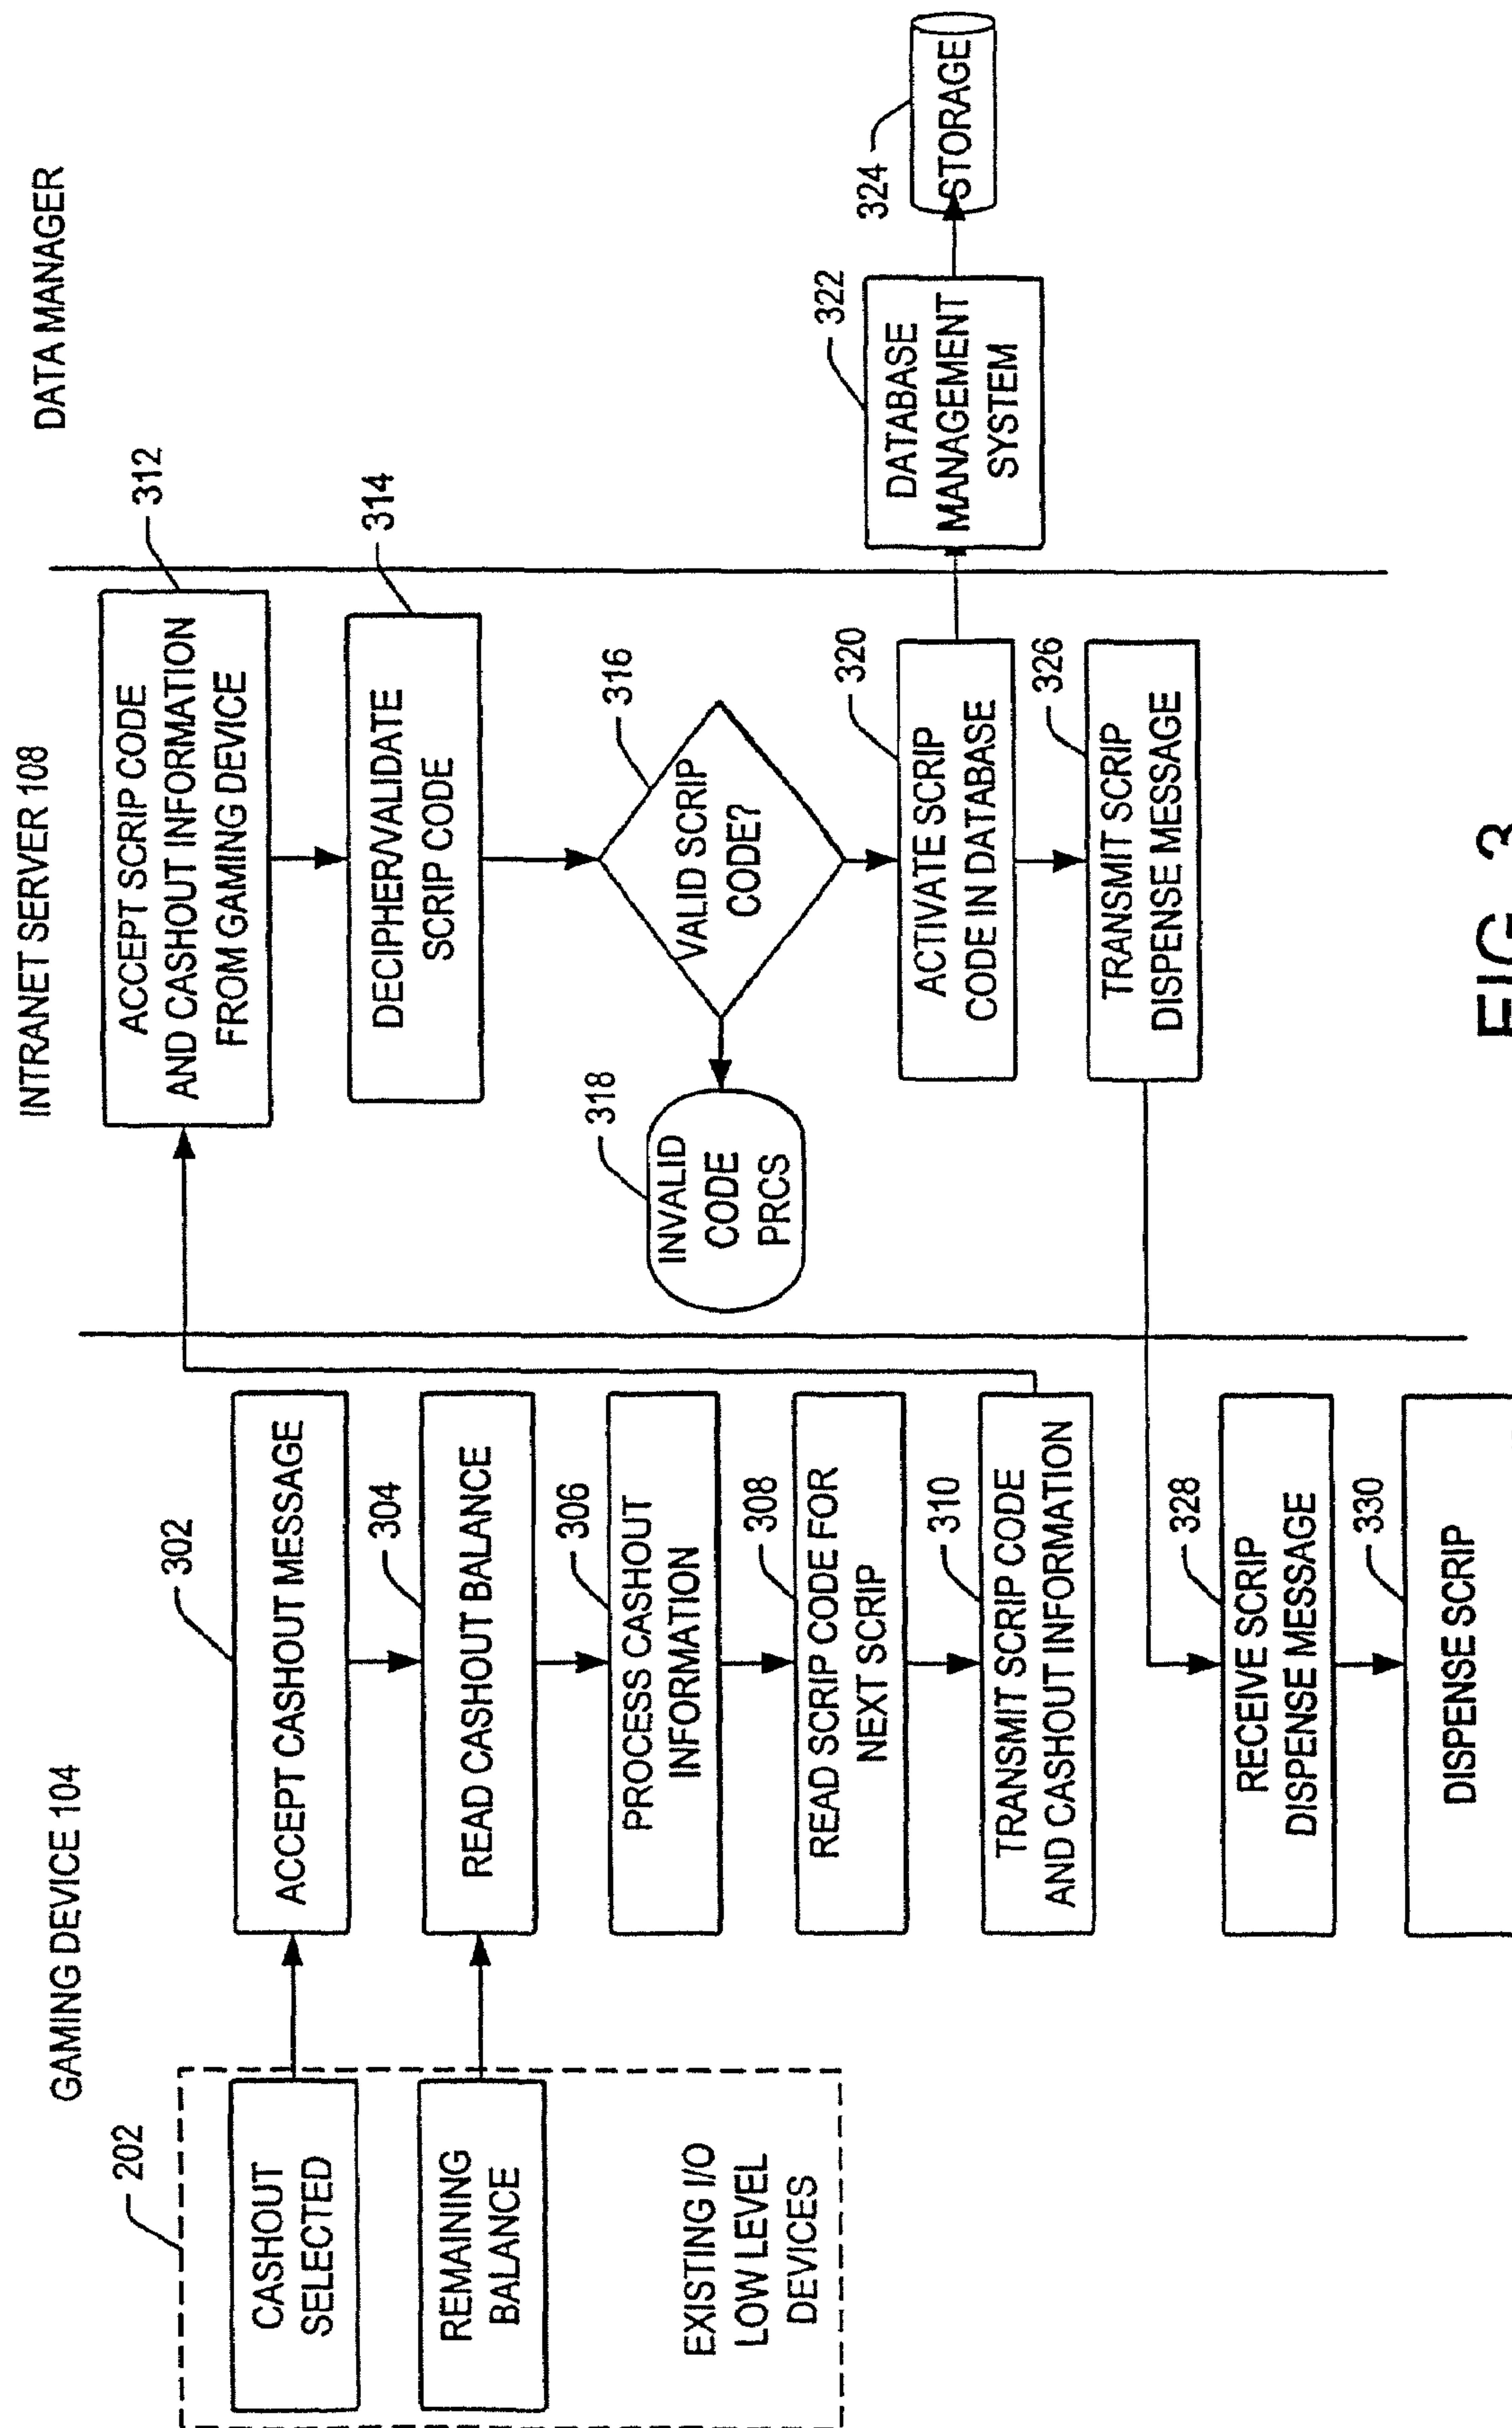 GAMING DEVICE 104
INTRANET SERVER 108
DATA MANAGER
202
CASHOUT
SELECTED
REMAINING
BALANCE
EXISTING I/O
LOW LEVEL
DEVICES
302
ACCEPT CASHOUT MESSAGE
304
READ CASHOUT BALANCE
306
PROCESS CASHOUT
INFORMATION
308
READ SCRIP CODE FOR
NEXT SCRIP
310
TRANSMIT SCRIP CODE
AND CASHOUT INFORMATION
328
RECEIVE SCRIP
DISPENSE MESSAGE
330
DISPENSE SCRIP
312
ACCEPT SCRIP CODE
AND CASHOUT INFORMATION
FROM GAMING DEVICE
314
DECIPHER/VALIDATE
SCRIP CODE
316
VALID SCRIP
CODE?
318
INVALID
CODE
PRCS
320
ACTIVATE SCRIP
CODE IN DATABASE
326
TRANSMIT SCRIP
DISPENSE MESSAGE
322
DATABASE
MANAGEMENT
SYSTEM
324
STORAGE
FIG. 3